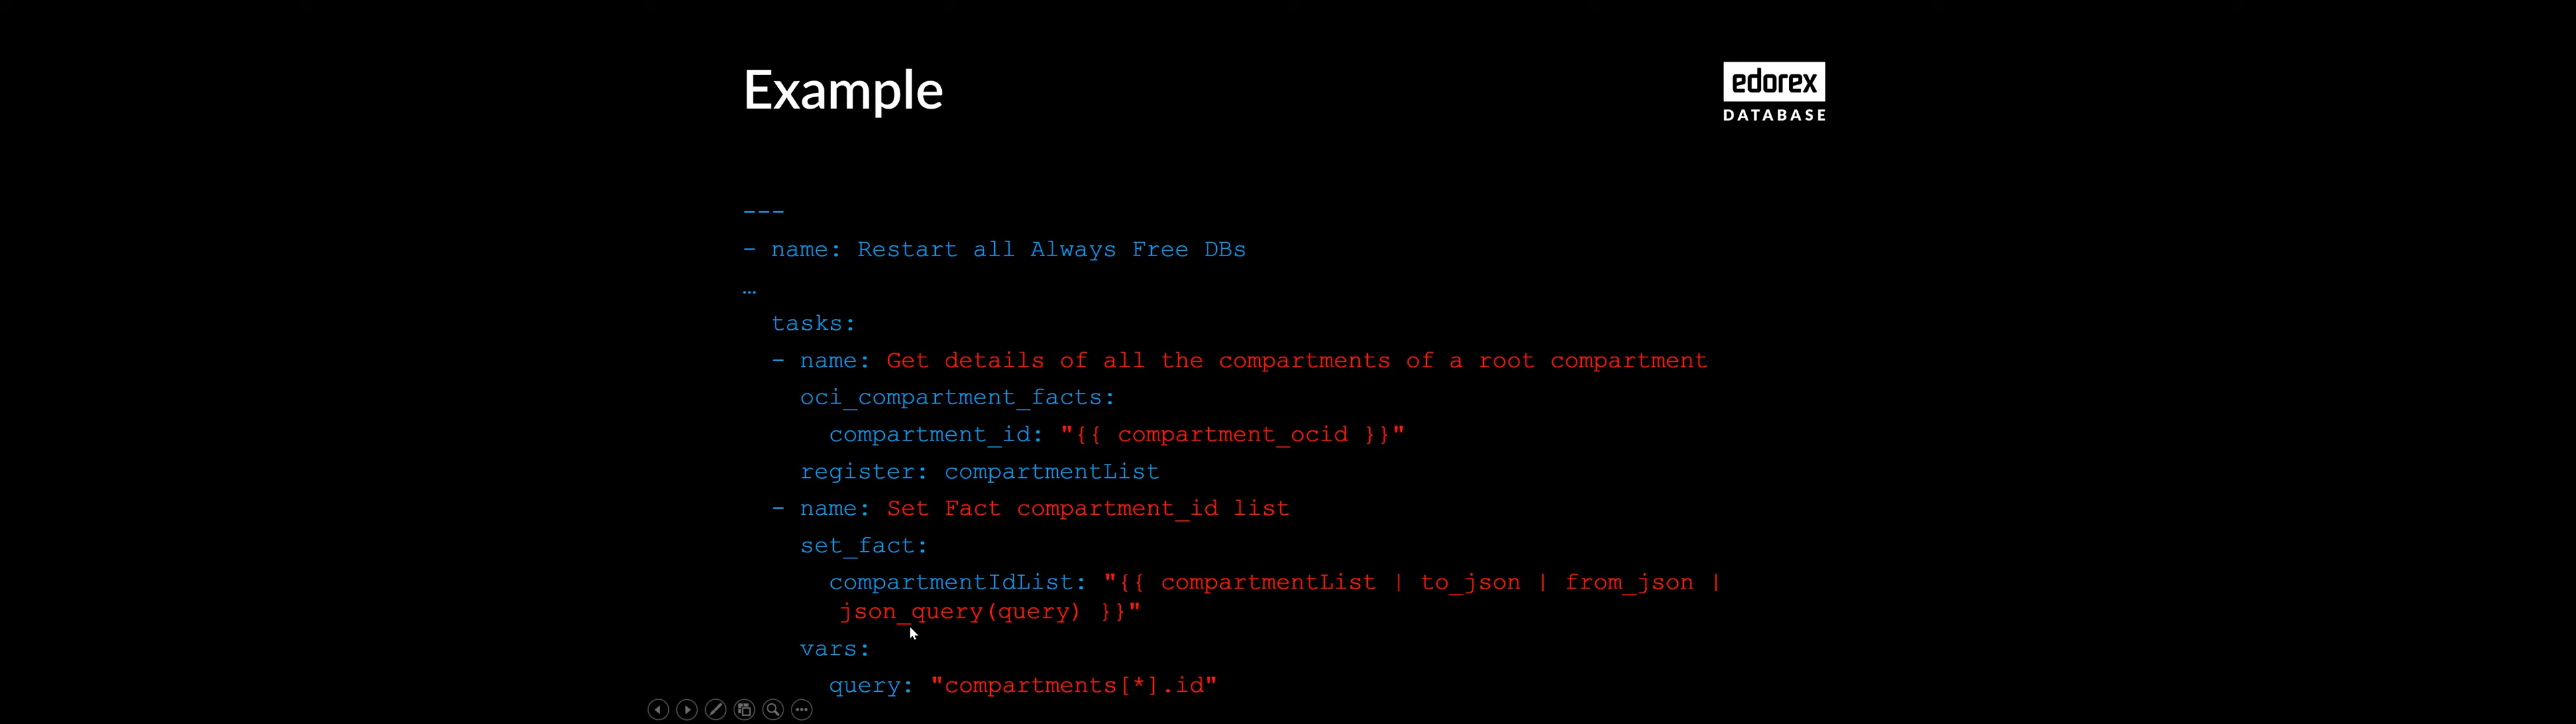 Example
edorex
DATABASE
---
- name: Restart all Always Free DBs
…
tasks:
- name: Get details of all the compartments of a root compartment
oci_compartment_facts:
compartment_id: "{{ compartment_ocid }}"
register: compartmentList
- name: Set Fact compartment_id list
set_fact:
compartmentIdList: "{{ compartmentList | to_json | from_json |
json_query(query) }}"
vars:
query: "compartments[*].id"